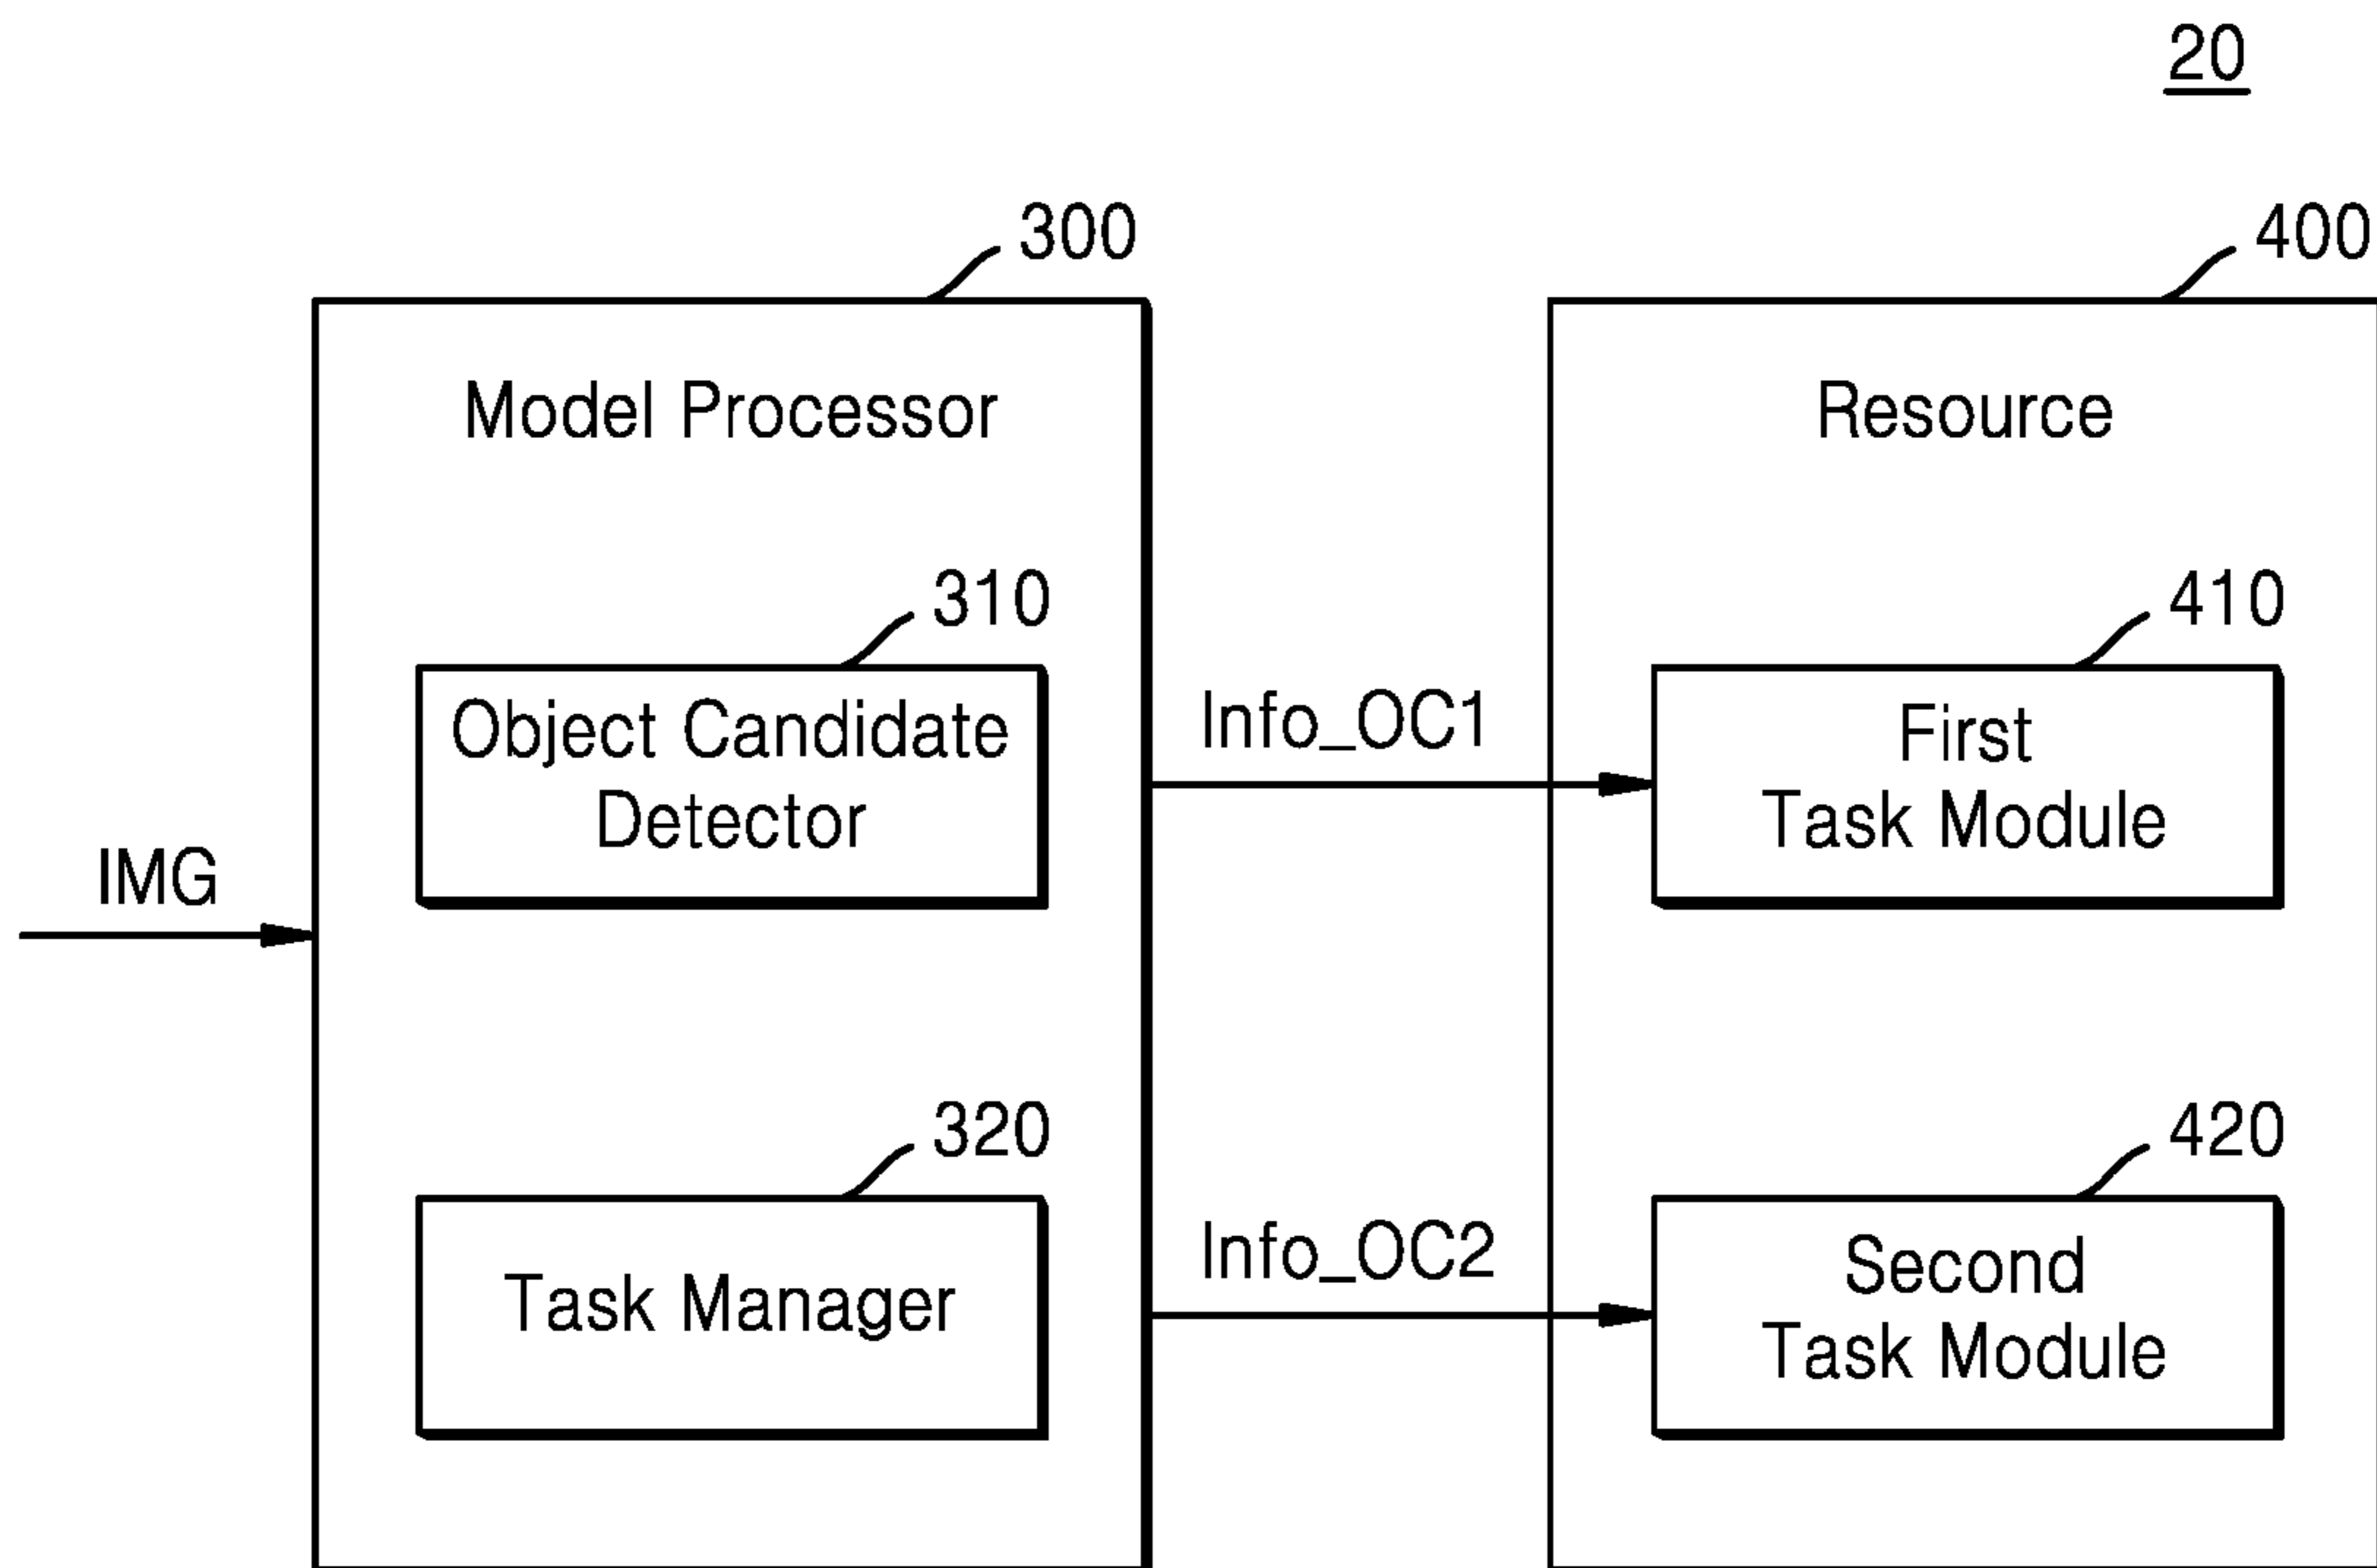 20
300
400
Model Processor
Resource
310
410
Object Candidate
Detector
Info_OC1
First
Task Module
IMG
320
420
Task Manager
Info_OC2
Second
Task Module